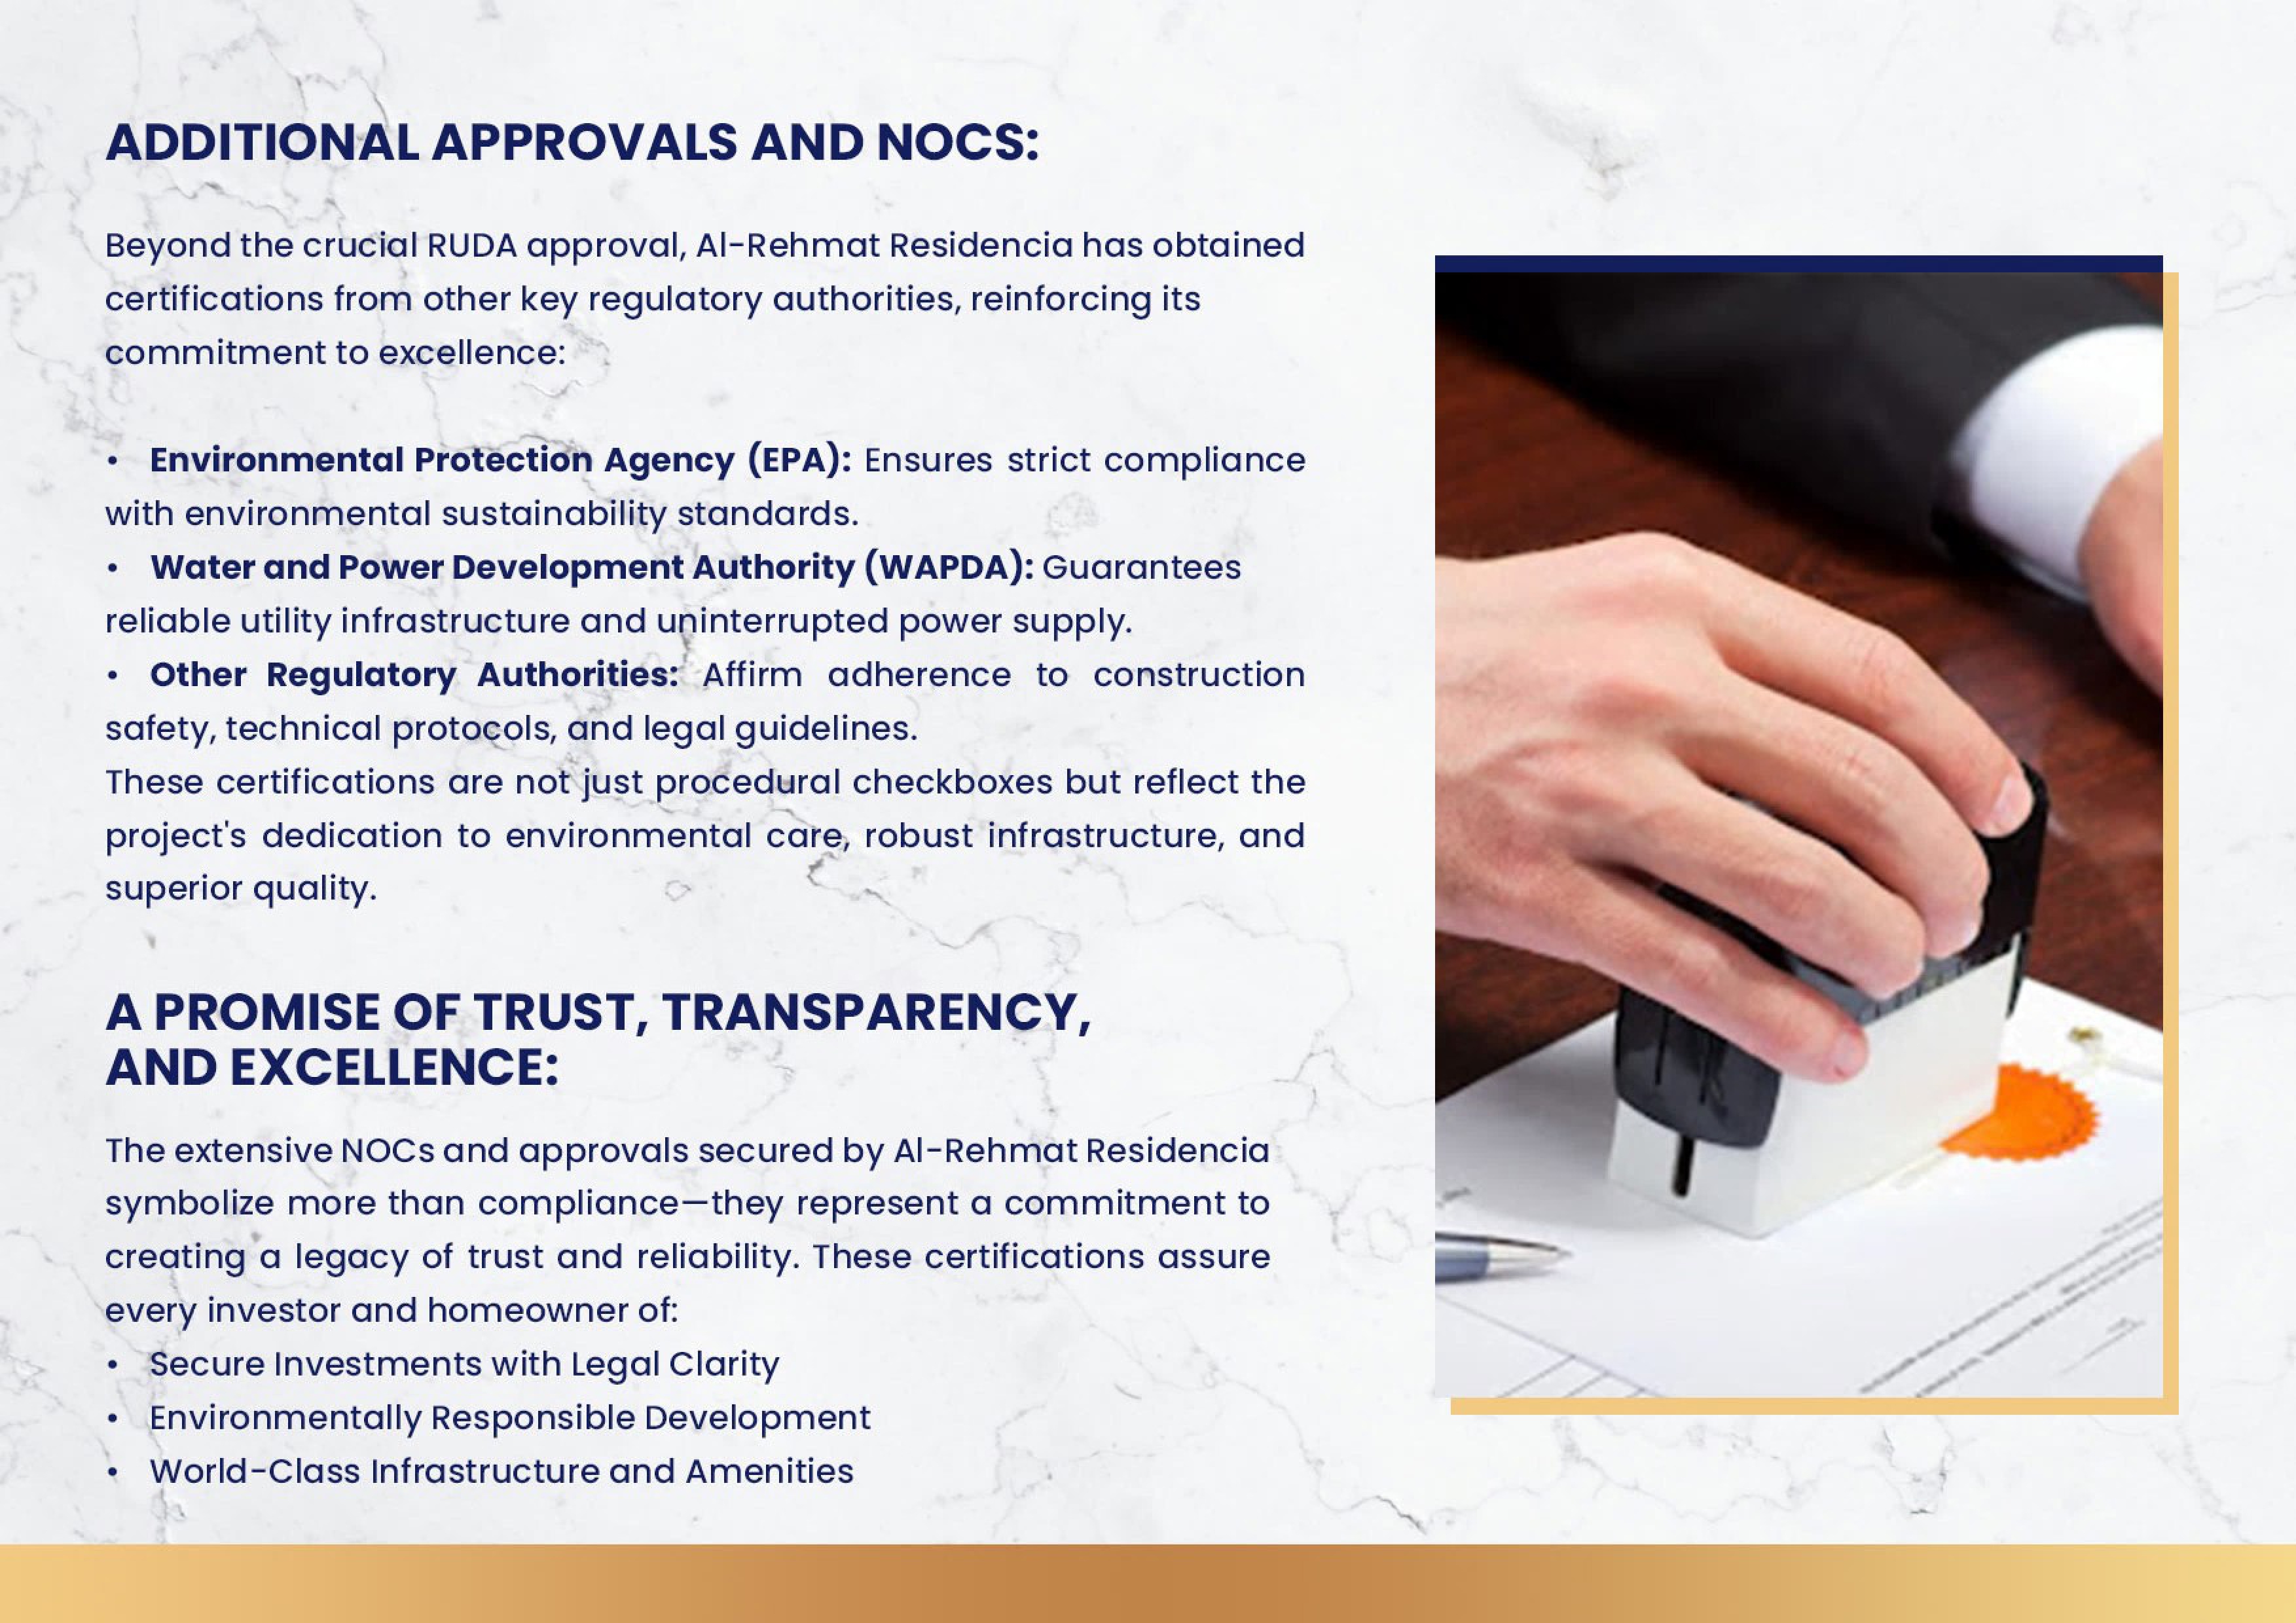 ADDITIONAL APPROVALS AND NOCS:
Beyond the crucial RUDA approval, Al-Rehmat Residencia has obtained
certifications from other key regulatory authorities, reinforcing its
commitment to excellence:
• Environmental Protection Agency (EPA): Ensures strict compliance
with environmental sustainability standards.
• Water and Power Development Authority (WAPDA): Guarantees
reliable utility infrastructure and uninterrupted power supply.
• Other Regulatory Authorities: Affirm adherence to construction
safety, technical protocols, and legal guidelines.
These certifications are not just procedural checkboxes but reflect the
project's dedication to environmental care, robust infrastructure, and
superior quality.
A PROMISE OF TRUST, TRANSPARENCY,
AND EXCELLENCE:
The extensive NOCs and approvals secured by Al-Rehmat Residencia
symbolize more than compliance—they represent a commitment to
creating a legacy of trust and reliability. These certifications assure
every investor and homeowner of:
• Secure Investments with Legal Clarity
• Environmentally Responsible Development
• World-Class Infrastructure and Amenities